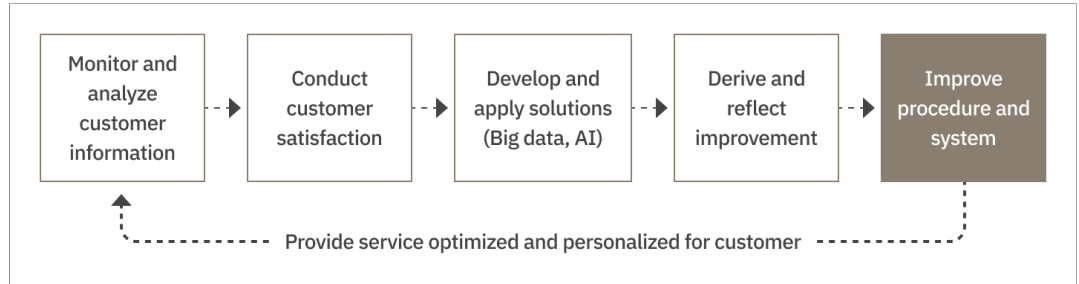 Monitor and
analyze
customer
information
Conduct
customer
satisfaction
Develop and
apply solutions
(Big data, AI)
Derive and
reflect
improvement
Improve
procedure and
system
Provide service optimized and personalized for customer